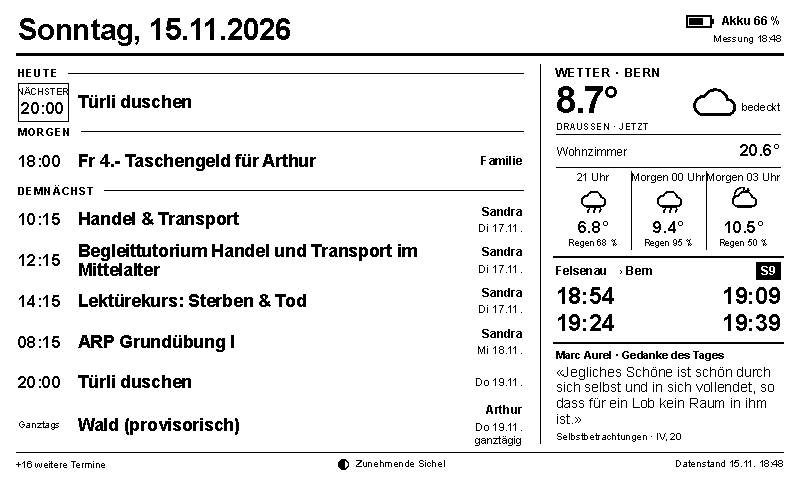 Sonntag, 15.11.2026
Akku 66 %
Messung 18:48
HEUTE
NÄCHSTER
20:00
Türli duschen
MORGEN
18:00 Fr 4.- Taschengeld für Arthur Familie
DEMNÄCHST
10:15 Handel & Transport Sandra
Di 17.11.
12:15 Begleittutorium Handel und Transport im
Mittelalter
Sandra
Di 17.11.
14:15 Lektürekurs: Sterben & Tod Sandra
Di 17.11.
08:15 ARP Grundübung I Sandra
Mi 18.11.
20:00 Türli duschen Do 19.11.
Ganztags Wald (provisorisch) Arthur
Do 19.11.
ganztägig
WETTER · BERN
8.7° bedeckt
DRAUSSEN · JETZT
Wohnzimmer 20.6°
21 Uhr Morgen 00 Uhr Morgen 03 Uhr
6.8° 9.4° 10.5°
Regen 68 % Regen 95 % Regen 50 %
Felsenau › Bern S9
18:54 19:09
19:24 19:39
Marc Aurel · Gedanke des Tages
«Jegliches Schöne ist schön durch
sich selbst und in sich vollendet, so
dass für ein Lob kein Raum in ihm
ist.»
Selbstbetrachtungen · IV, 20
+16 weitere Termine
Zunehmende Sichel
Datenstand 15.11. 18:48